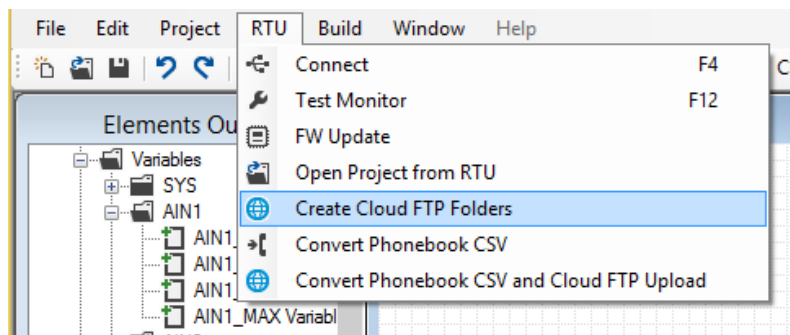 File Edit Project RTU Build Window Help
Connect F4
C
Test Monitor F12
Elements Ou
FW Update
Variables
Open Project from RTU
SYS
Create Cloud FTP Folders
AIN1
Convert Phonebook CSV
AIN1_
AIN1_
Convert Phonebook CSV and Cloud FTP Upload
AIN1_
AIN1_MAX Variabl